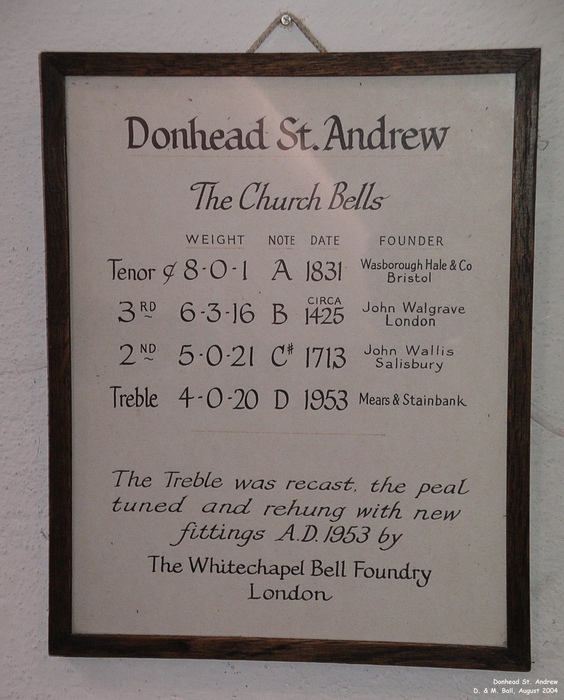 Donhead St. Andrew
The Church Bells
WEIGHT NOTE DATE FOUNDER
Tenor ₵ 8-0-1 A 1831 Wasborough Hale & Co Bristol
3RD 6-3-16 B CIRCA 1425 John Walgrave London
2ND 5-0-21 C# 1713 John Wallis Salisbury
Treble 4-0-20 D 1953 Mears & Stainbank
The Treble was recast, the peal
tuned and rehung with new
fittings A.D. 1953 by
The Whitechapel Bell Foundry
London
Donhead St. Andrew
D. & M. Ball, August 2004